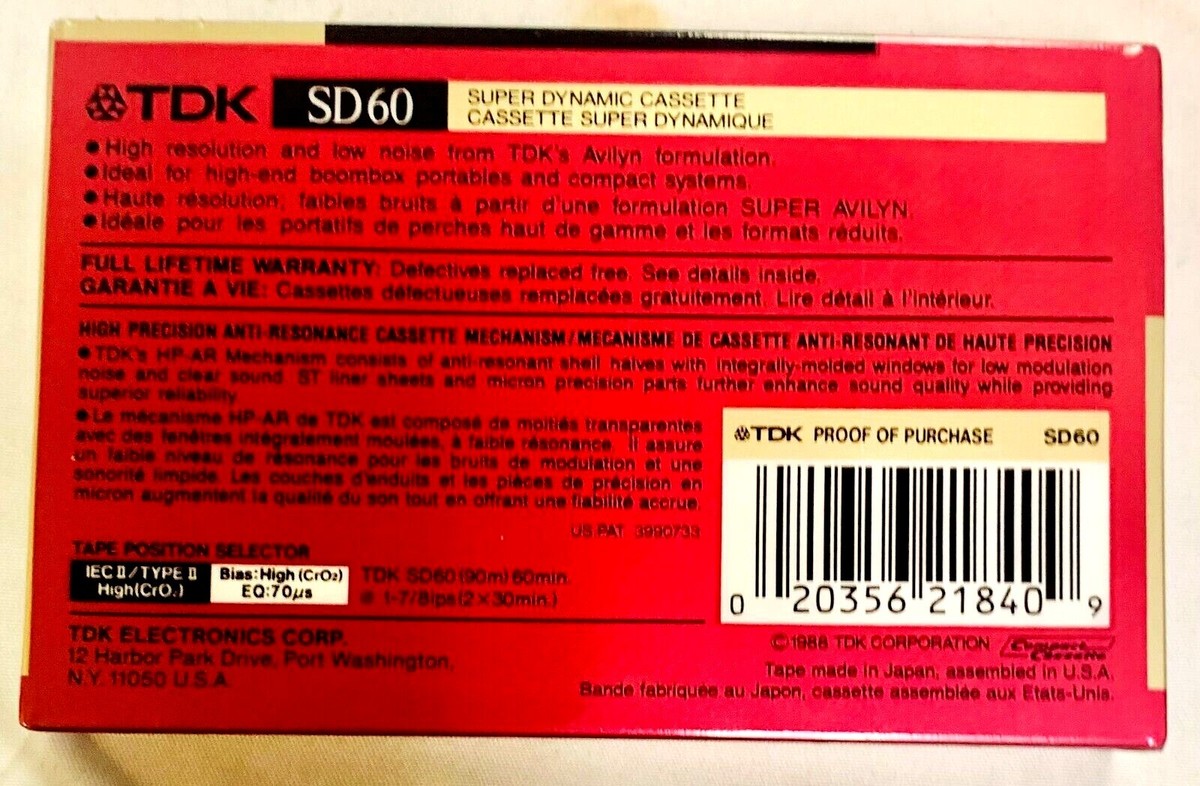 TDK SD60 SUPER DYNAMIC CASSETTE
CASSETTE SUPER DYNAMIQUE
● High resolution and low noise from TDK's Avilyn formulation.
● Ideal for high-end boombox portables and compact systems.
● Haute résolution; faibles bruits à partir d'une formulation SUPER AVILYN.
● Idéale pour les portatifs de perches haut de gamme et les formats réduits.
FULL LIFETIME WARRANTY: Defectives replaced free. See details inside.
GARANTIE A VIE: Cassettes défectueuses remplacées gratuitement. Lire détail à l'intérieur.
HIGH PRECISION ANTI-RESONANCE CASSETTE MECHANISM/MECANISME DE CASSETTE ANTI-RESONANT DE HAUTE PRECISION
● TDK's HP-AR Mechanism consists of anti-resonant shell halves with integrally-molded windows for low modulation
noise and clear sound. ST liner sheets and micron precision parts further enhance sound quality while providing
superior reliability.
● Le mécanisme HP-AR de TDK est composé de moitiés transparentes
avec des fenêtres intégralement moulées, à faible résonance. Il assure
un faible niveau de résonance pour les bruits de modulation et une
sonorité limpide. Les couches d'enduits et les pièces de précision en
micron augmentent la qualité du son tout en offrant une fiabilité accrue.
US PAT 3990733
TAPE POSITION SELECTOR
IEC II/TYPE II
High(CrO₂)
Bias:High (CrO₂)
EQ:70µs
TDK SD60 (90m) 60min.
@ 1-7/8ips (2×30min.)
TDK ELECTRONICS CORP.
12 Harbor Park Drive, Port Washington,
N.Y. 11050 U.S.A.
TDK PROOF OF PURCHASE SD60
0 20356 21840 9
©1988 TDK CORPORATION Compact Cassette
Tape made in Japan, assembled in U.S.A.
Bande fabriquée au Japon, cassette assemblée aux Etats-Unis.